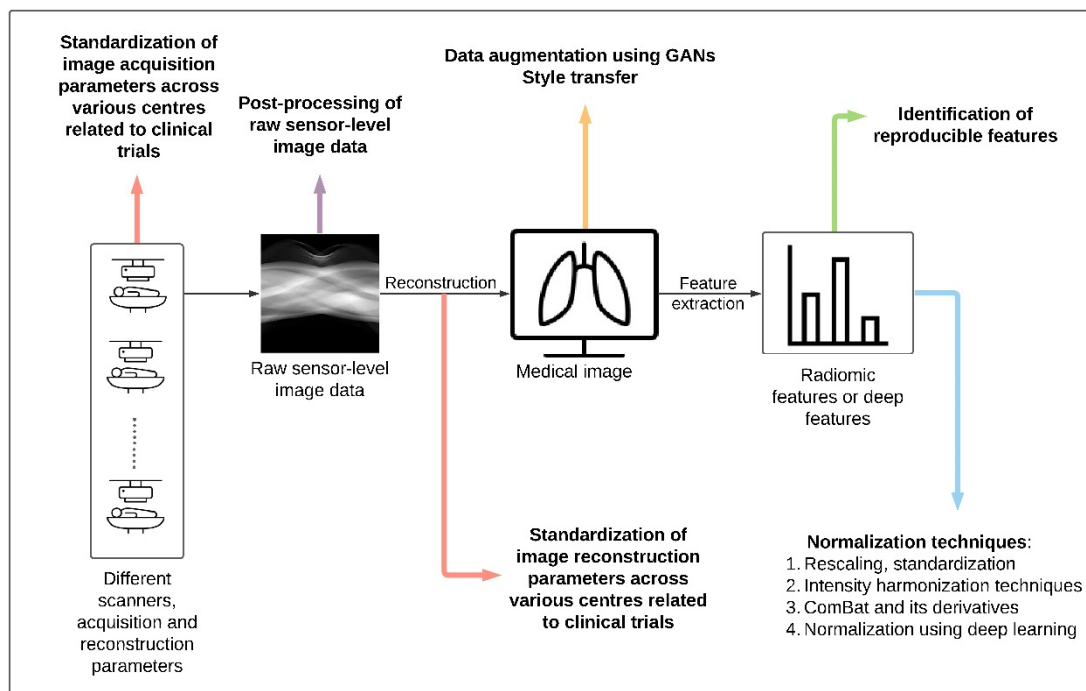 Standardization of
image acquisition
parameters across
various centres
related to clinical
trials
Post-processing of
raw sensor-level
image data
Data augmentation using GANs
Style transfer
Identification of
reproducible features
Reconstruction
Feature
extraction
Raw sensor-level
image data
Medical image
Radiomic
features or deep
features
Different
scanners,
acquisition and
reconstruction
parameters
Standardization of
image reconstruction
parameters across
various centres related
to clinical trials
Normalization techniques:
1. Rescaling, standardization
2. Intensity harmonization techniques
3. ComBat and its derivatives
4. Normalization using deep learning